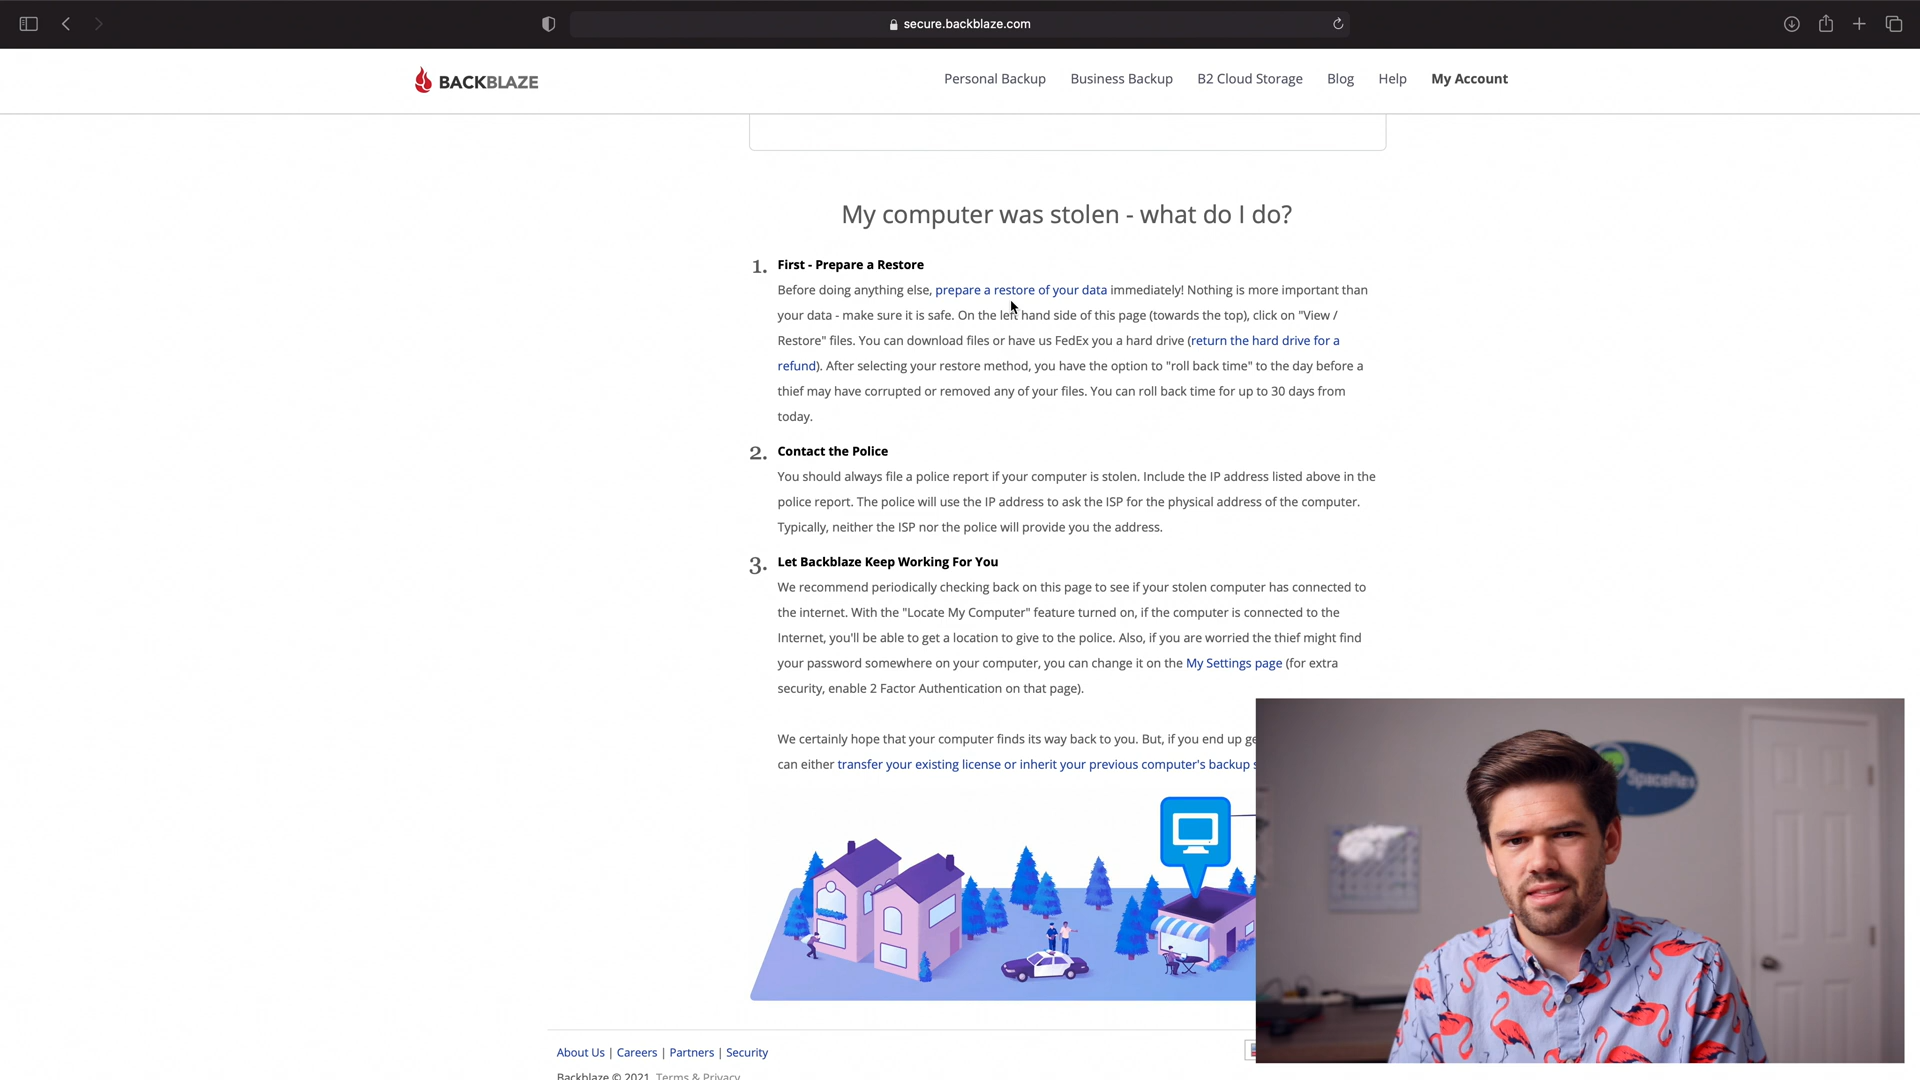 secure.backblaze.com
BACKBLAZE
Personal Backup Business Backup B2 Cloud Storage Blog Help My Account
My computer was stolen - what do I do?
1. First - Prepare a Restore
Before doing anything else, prepare a restore of your data immediately! Nothing is more important than
your data - make sure it is safe. On the left hand side of this page (towards the top), click on "View /
Restore" files. You can download files or have us FedEx you a hard drive (return the hard drive for a
refund). After selecting your restore method, you have the option to "roll back time" to the day before a
thief may have corrupted or removed any of your files. You can roll back time for up to 30 days from
today.
2. Contact the Police
You should always file a police report if your computer is stolen. Include the IP address listed above in the
police report. The police will use the IP address to ask the ISP for the physical address of the computer.
Typically, neither the ISP nor the police will provide you the address.
3. Let Backblaze Keep Working For You
We recommend periodically checking back on this page to see if your stolen computer has connected to
the internet. With the "Locate My Computer" feature turned on, if the computer is connected to the
Internet, you'll be able to get a location to give to the police. Also, if you are worried the thief might find
your password somewhere on your computer, you can change it on the My Settings page (for extra
security, enable 2 Factor Authentication on that page).
We certainly hope that your computer finds its way back to you. But, if you end up ge
can either transfer your existing license or inherit your previous computer's backup s
SpaceRex
About Us | Careers | Partners | Security
Backblaze © 2021 Terms & Privacy